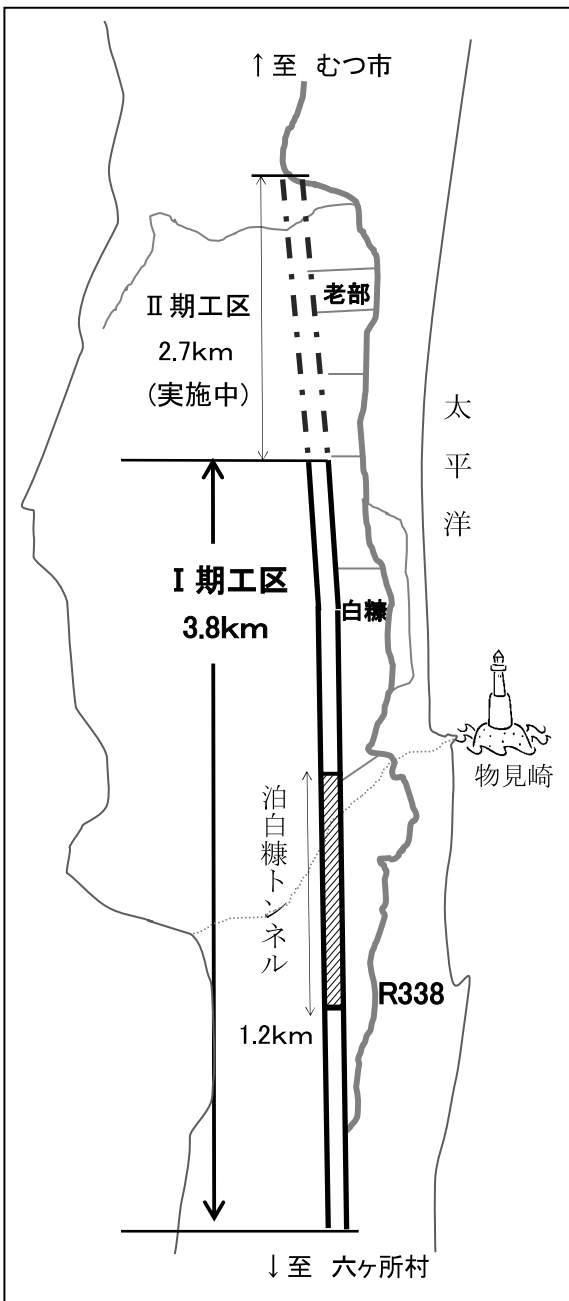 ↑至 むつ市
Ⅱ期工区
2.7km
(実施中)
老部
太平洋
Ⅰ期工区
3.8km
白糠
物見崎
泊白糠トンネル
1.2km
R338
↓至 六ヶ所村